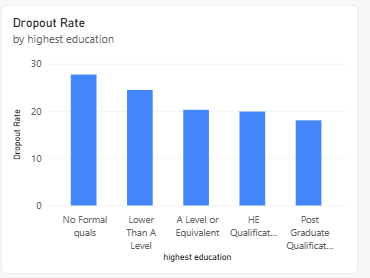 Dropout Rate
by highest education
30
20
10
0
Dropout Rate
No Formal
quals
Lower
Than A
Level
A Level or
Equivalent
HE
Qualificat...
Post
Graduate
Qualificat...
highest education